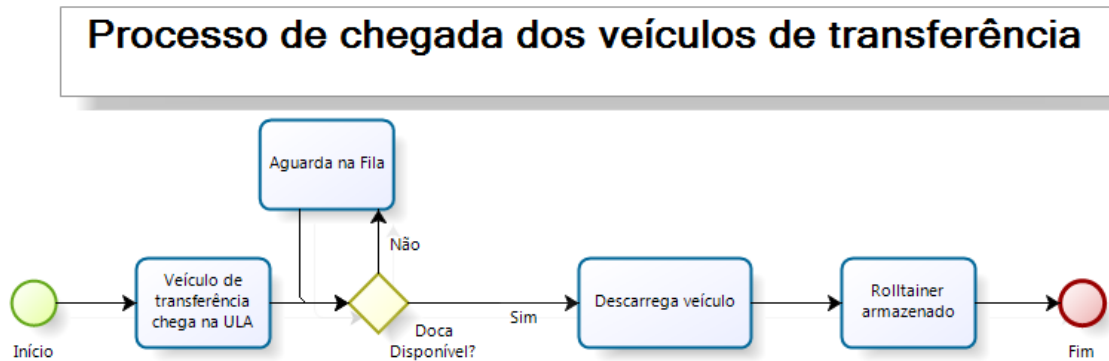 Processo de chegada dos veículos de transferência
Aguarda na Fila
Não
Veículo de
transferência
chega na ULA
Descarrega veículo
Rolltainer
armazenado
Sim
Doca
Disponível?
Início
Fim